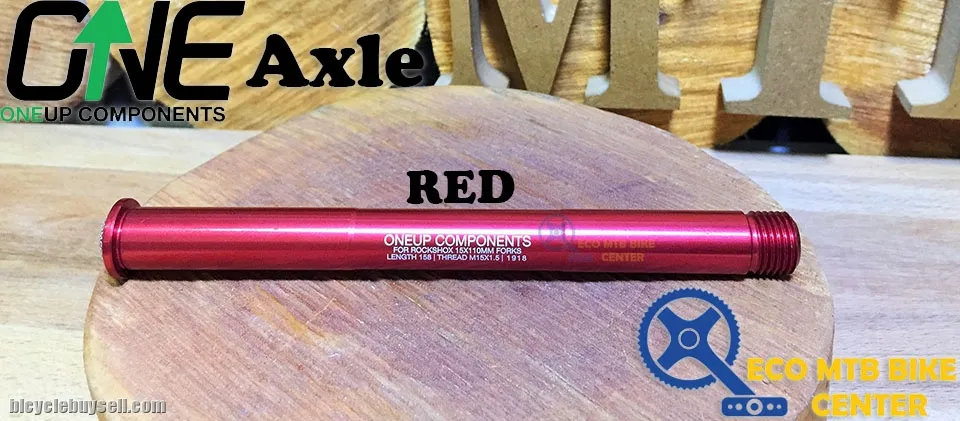 ONE Axle
ONEUP COMPONENTS
MTB
RED
ONEUP COMPONENTS
FOR ROCKSHOX 15X110MM FORKS
LENGTH 158 | THREAD M15X1.5 | 1918
ECO MTB BIKE
CENTER
ECO MTB BIKE
CENTER
bicyclebuysell.com